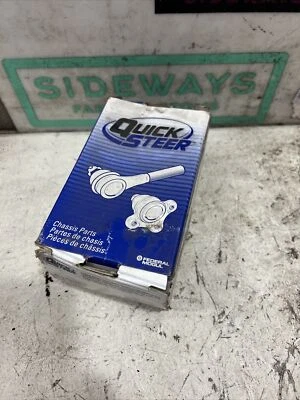 SIDEWAYS
QUICK
STEER
Chassis Parts
Partes de chasis
Pièces de châssis
FEDERAL
MOGUL